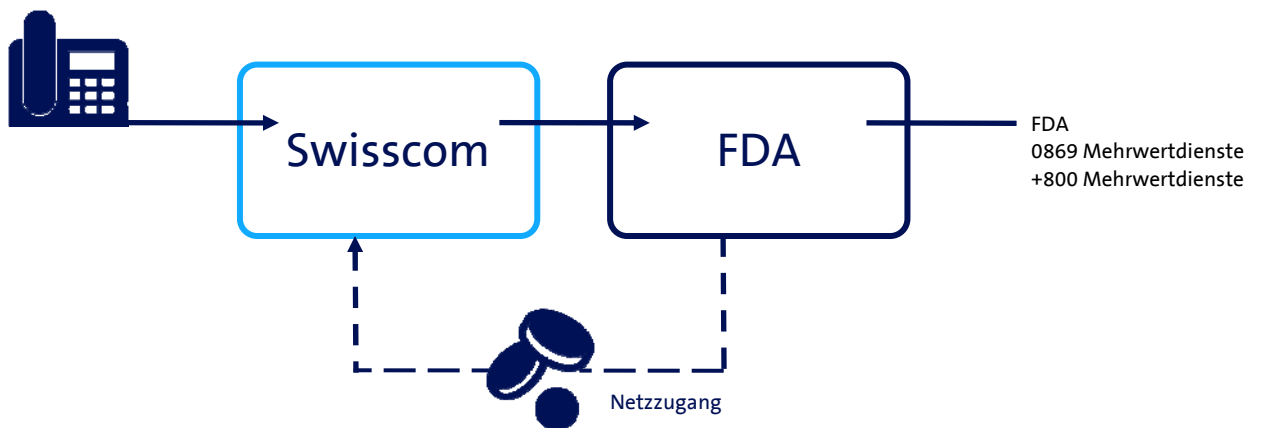 Swisscom
FDA
FDA
0869 Mehrwertdienste
+800 Mehrwertdienste
Netzzugang